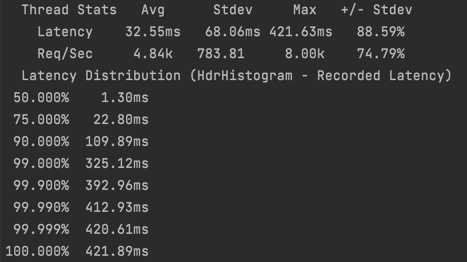 Thread Stats   Avg      Stdev     Max   +/- Stdev
Latency    32.55ms   68.06ms 421.63ms   88.59%
Req/Sec     4.84k   783.81     8.00k    74.79%
Latency Distribution (HdrHistogram - Recorded Latency)
50.000%    1.30ms
75.000%   22.80ms
90.000%  109.89ms
99.000%  325.12ms
99.900%  392.96ms
99.990%  412.93ms
99.999%  420.61ms
100.000%  421.89ms